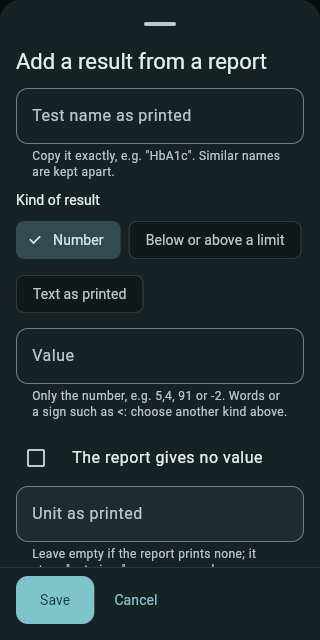 Add a result from a report
Test name as printed
Copy it exactly, e.g. "HbA1c". Similar names
are kept apart.
Kind of result
Number
Below or above a limit
Text as printed
Value
Only the number, e.g. 5,4, 91 or -2. Words or
a sign such as <: choose another kind above.
The report gives no value
Unit as printed
Leave empty if the report prints none; it
Save
Cancel